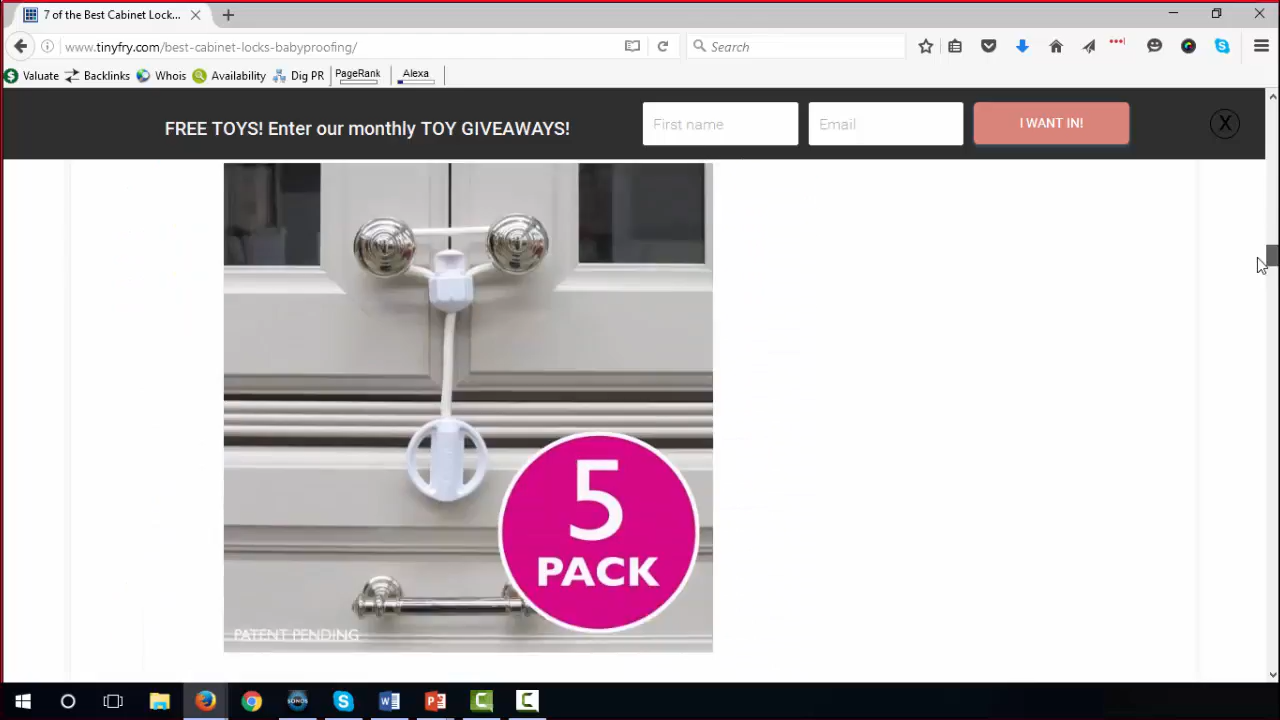 7 of the Best Cabinet Lock...
www.tinyfry.com/best-cabinet-locks-babyproofing/
Search
Valuate Backlinks Whois Availability Dig PR PageRank Alexa
FREE TOYS! Enter our monthly TOY GIVEAWAYS!
First name
Email
I WANT IN!
X
5
PACK
PATENT PENDING
SONOS